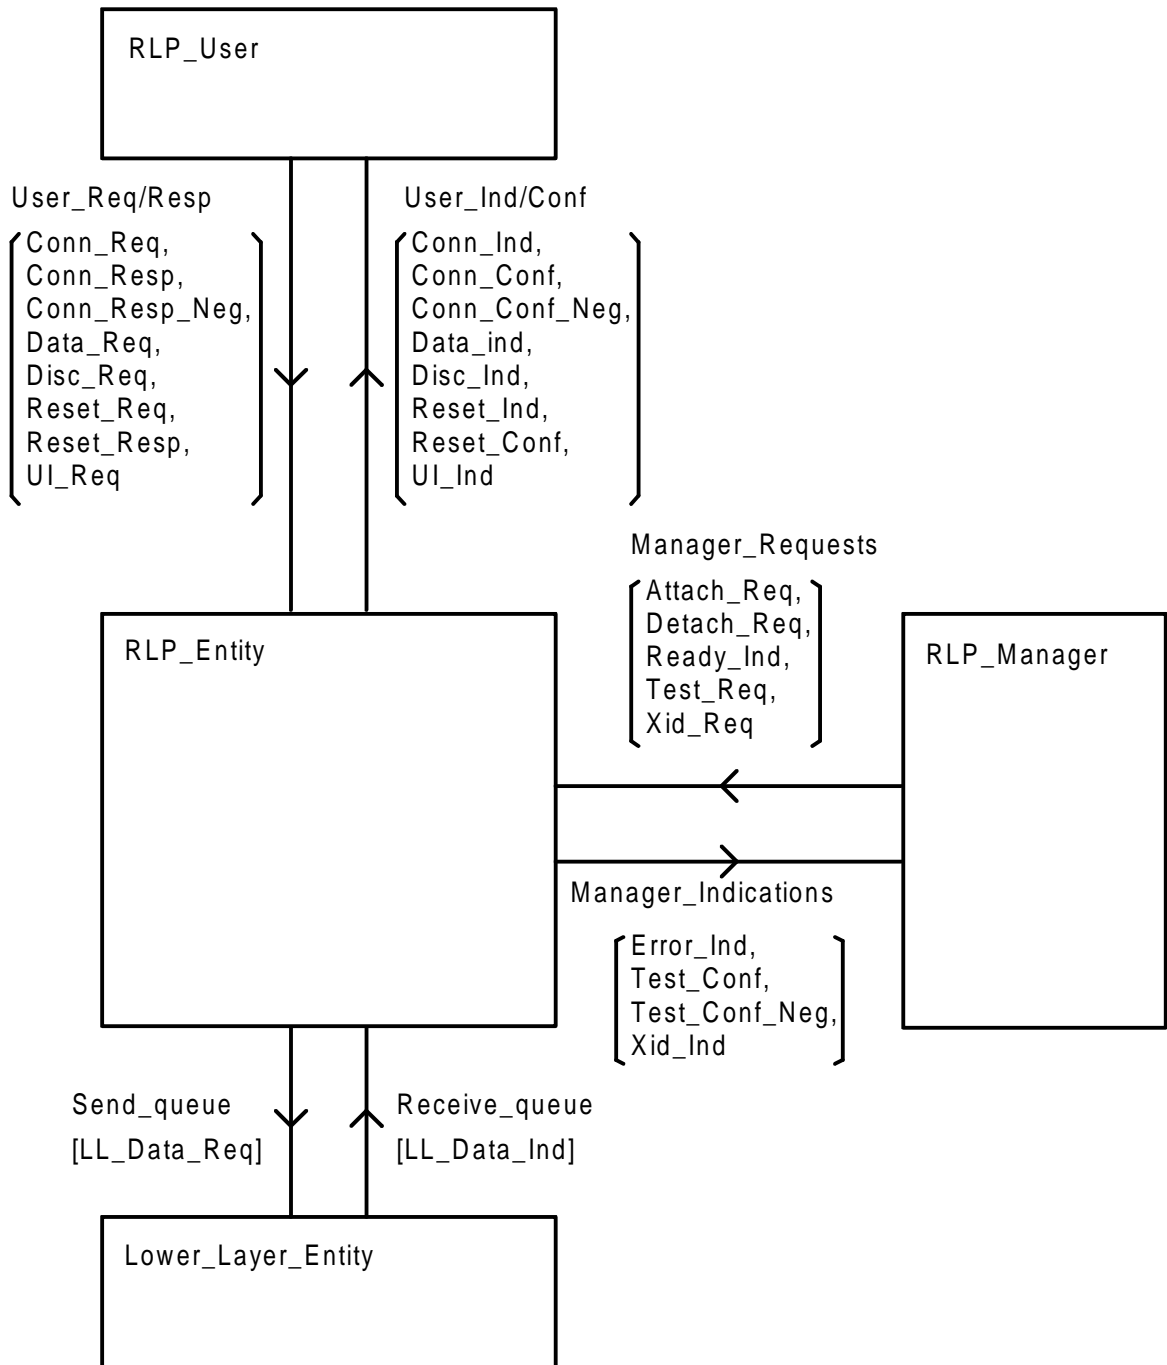 RLP_User
User_Req/Resp
Conn_Req,
Conn_Resp,
Conn_Resp_Neg,
Data_Req,
Disc_Req,
Reset_Req,
Reset_Resp,
UI_Req
User_Ind/Conf
Conn_Ind,
Conn_Conf,
Conn_Conf_Neg,
Data_ind,
Disc_Ind,
Reset_Ind,
Reset_Conf,
UI_Ind
Manager_Requests
Attach_Req,
Detach_Req,
Ready_Ind,
Test_Req,
Xid_Req
RLP_Entity
RLP_Manager
Manager_Indications
Error_Ind,
Test_Conf,
Test_Conf_Neg,
Xid_Ind
Send_queue
[LL_Data_Req]
Receive_queue
[LL_Data_Ind]
Lower_Layer_Entity